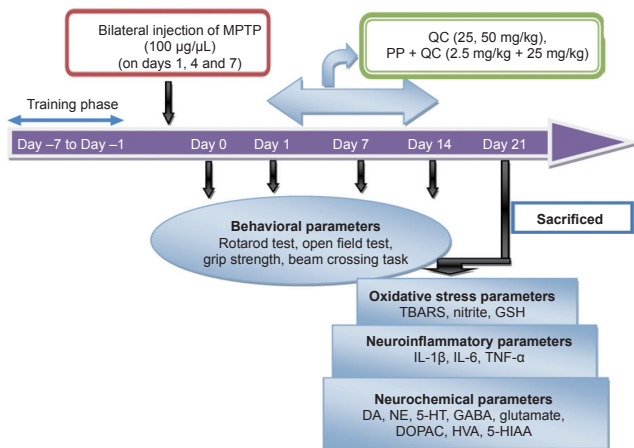 Bilateral injection of MPTP
(100 µg/µL)
(on days 1, 4 and 7)
QC (25, 50 mg/kg),
PP + QC (2.5 mg/kg + 25 mg/kg)
Training phase
Day –7 to Day –1
Day 0
Day 1
Day 7
Day 14
Day 21
Behavioral parameters
Rotarod test, open field test,
grip strength, beam crossing task
Sacrificed
Oxidative stress parameters
TBARS, nitrite, GSH
Neuroinflammatory parameters
IL-1β, IL-6, TNF-α
Neurochemical parameters
DA, NE, 5-HT, GABA, glutamate,
DOPAC, HVA, 5-HIAA